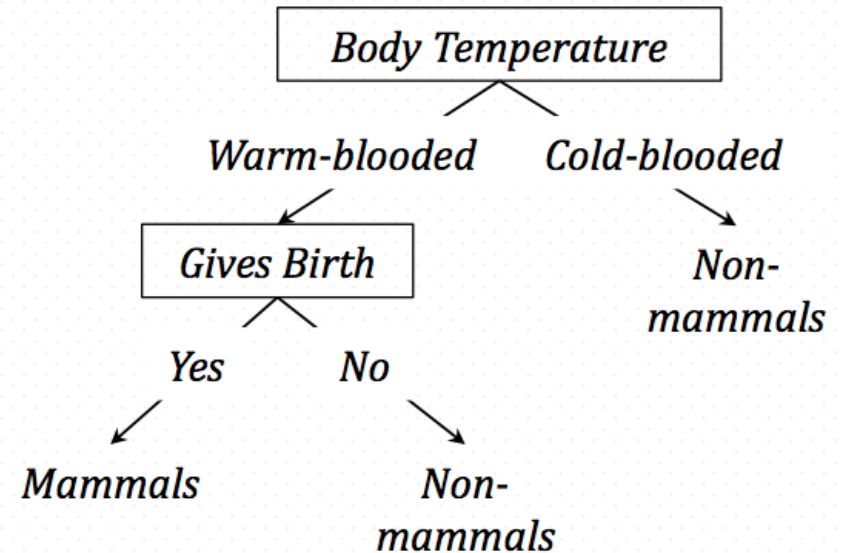 Body Temperature
Warm-blooded
Cold-blooded
Gives Birth
Non-
mammals
Yes
No
Mammals
Non-
mammals